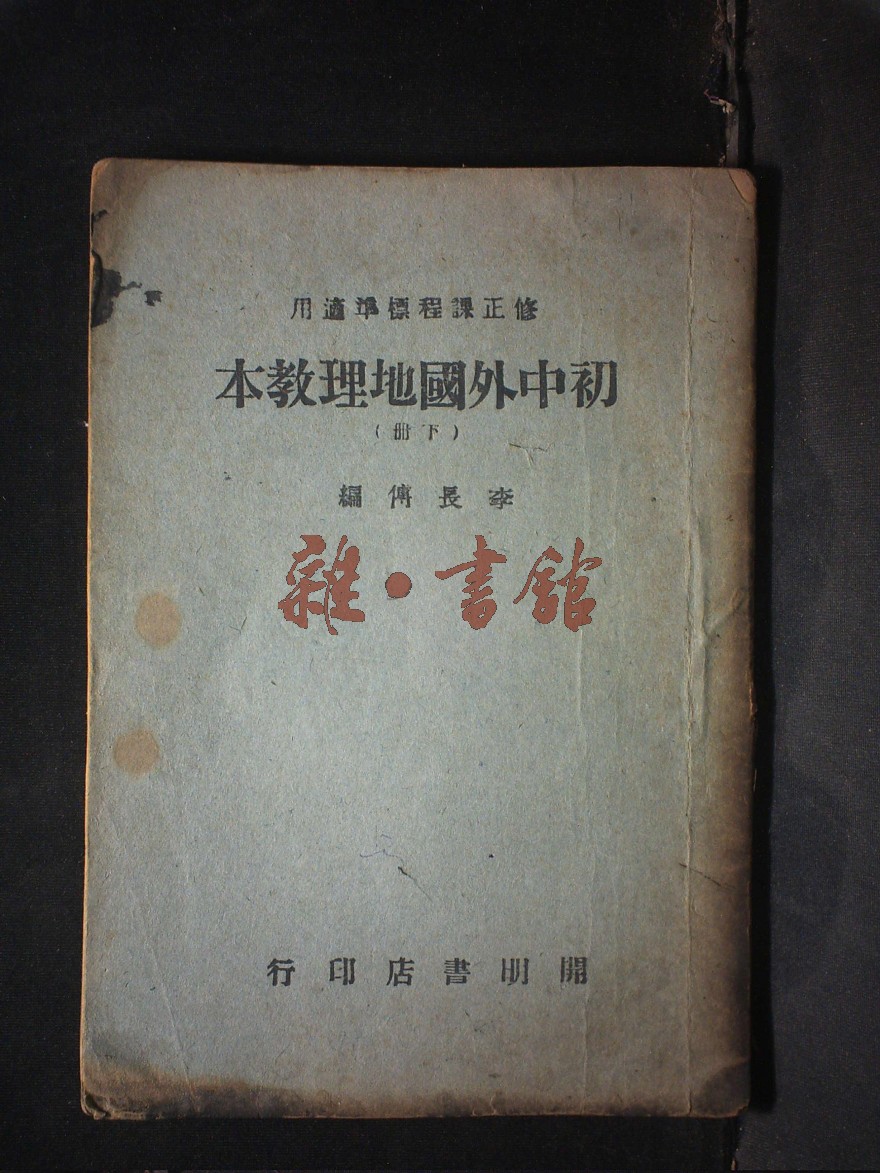 修正課程標準適用
初中外國地理教本
(下冊)
李長傅編
雜·書館
開明書店印行